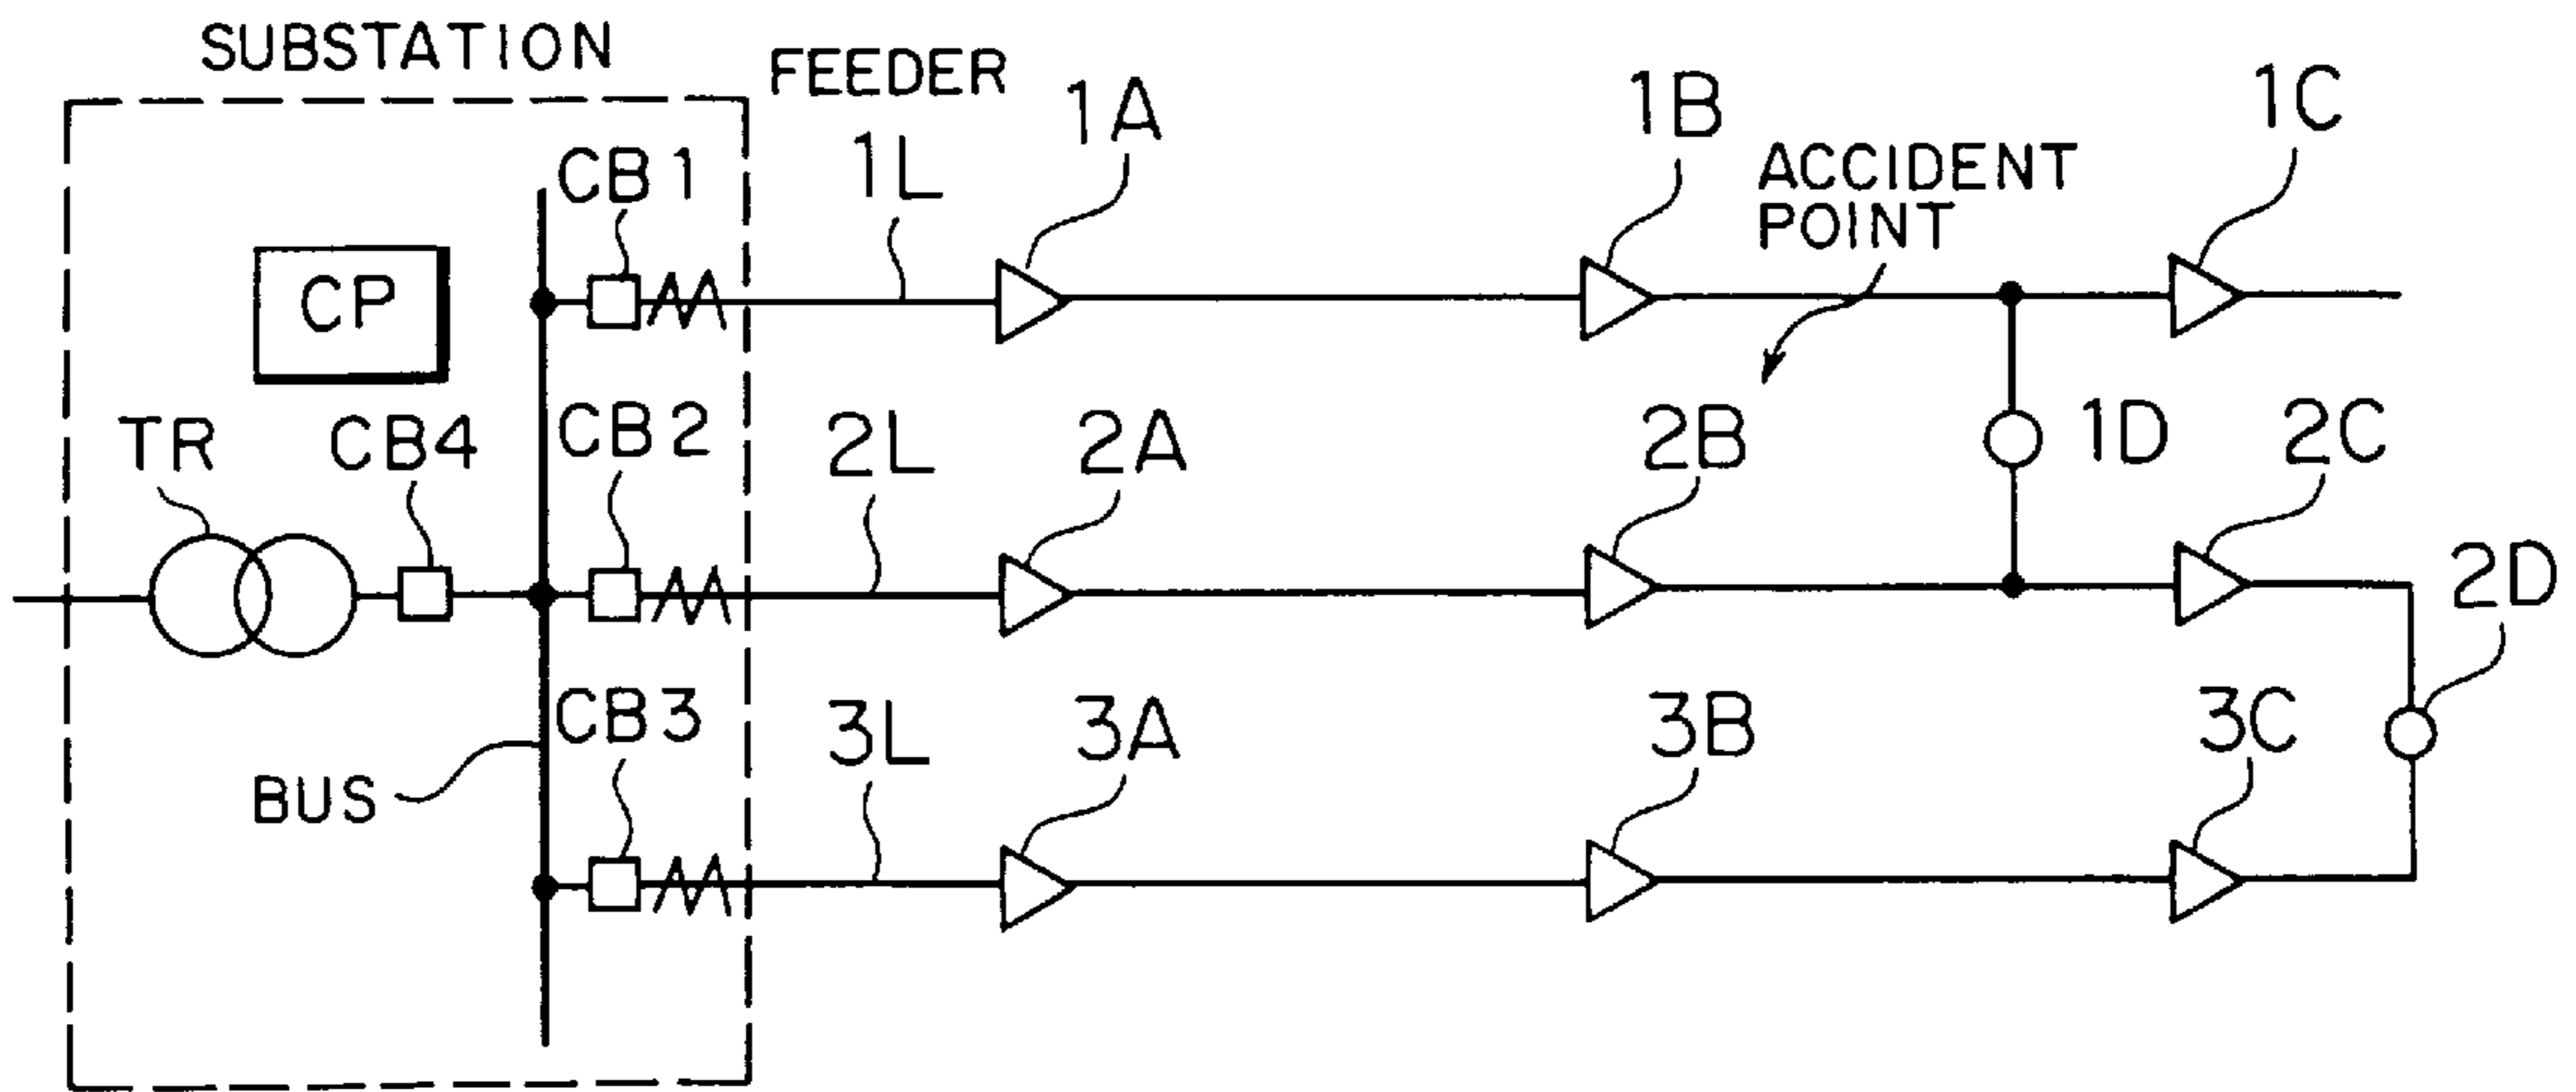 SUBSTATION
FEEDER
1A
1B
1C
CB1
1L
ACCIDENT
POINT
CP
TR
CB4
CB2
2L
2A
2B
1D
2C
2D
CB3
3L
3A
3B
3C
BUS